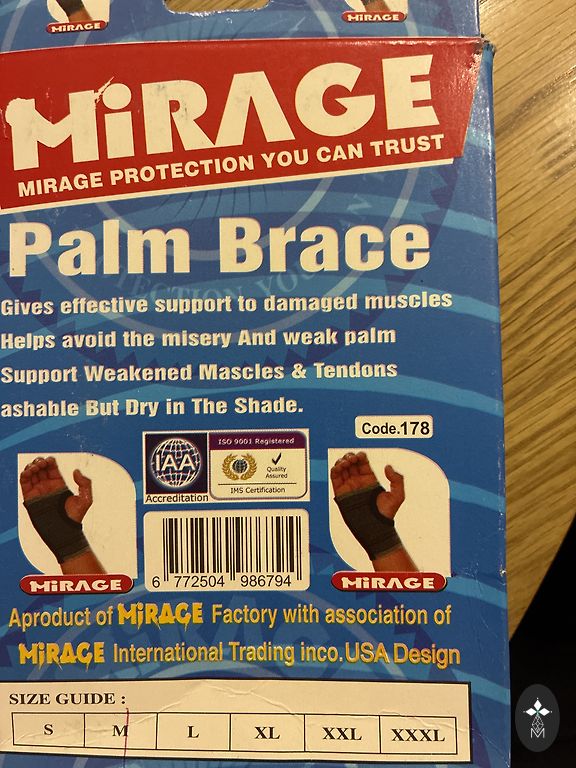 MiRAGE
MiRAGE
MiRAGE
MIRAGE PROTECTION YOU CAN TRUST
Palm Brace
Gives effective support to damaged muscles
Helps avoid the misery And weak palm
Support Weakened Mascles & Tendons
ashable But Dry in The Shade.
Code.178
IAA
Accreditation
ISO 9001 Registered
Quality
Assured
IMS Certification
6 772504 986794
MiRAGE
MiRAGE
Aproduct of MiRAGE Factory with association of
MiRAGE International Trading inco.USA Design
SIZE GUIDE :
S M L XL XXL XXXL